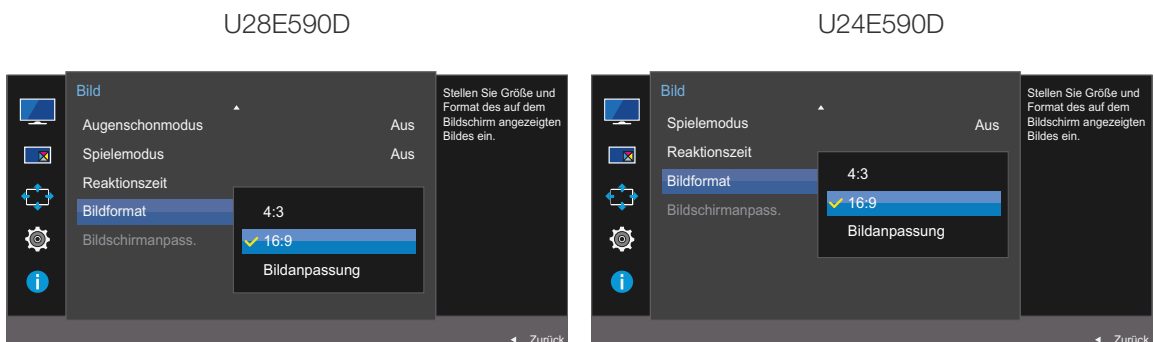 U28E590D
Bild
Augenschonmodus Aus
Spielemodus Aus
Reaktionszeit
Bildformat
Bildschirmanpass.
4:3
16:9
Bildanpassung
Stellen Sie Größe und
Format des auf dem
Bildschirm angezeigten
Bildes ein.
Zurück
U24E590D
Bild
Spielemodus Aus
Reaktionszeit
Bildformat
Bildschirmanpass.
4:3
16:9
Bildanpassung
Stellen Sie Größe und
Format des auf dem
Bildschirm angezeigten
Bildes ein.
Zurück